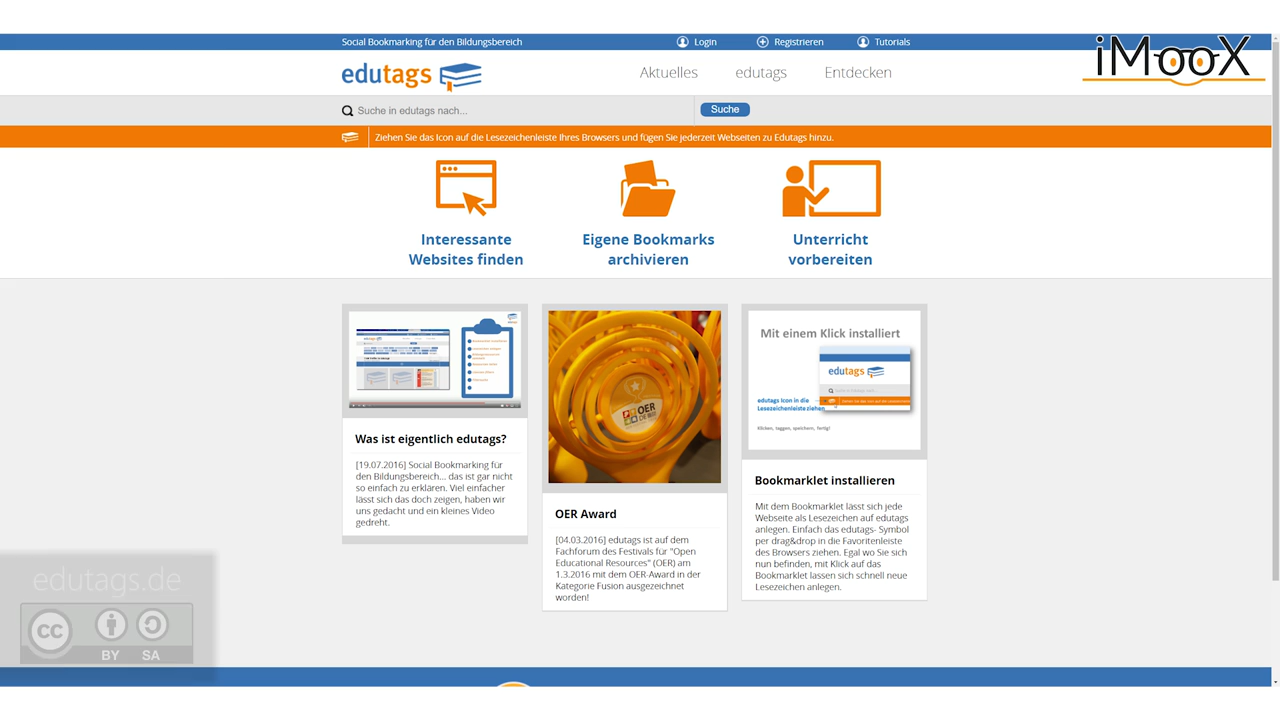 Social Bookmarking für den Bildungsbereich
Login
Registrieren
Tutorials
iMooX
edutags
Aktuelles
edutags
Entdecken
Suche in edutags nach...
Suche
Ziehen Sie das Icon auf die Lesezeichenleiste Ihres Browsers und fügen Sie jederzeit Webseiten zu Edutags hinzu.
Interessante
Websites finden
Eigene Bookmarks
archivieren
Unterricht
vorbereiten
edutags
Was ist eigentlich edutags?
[19.07.2016] Social Bookmarking für
den Bildungsbereich... das ist gar nicht
so einfach zu erklären. Viel einfacher
lässt sich das doch zeigen, haben wir
uns gedacht und ein kleines Video
gedreht.
OER
OER Award
[04.03.2016] edutags ist auf dem
Fachforum des Festivals für "Open
Educational Resources" (OER) am
1.3.2016 mit dem OER-Award in der
Kategorie Fusion ausgezeichnet
worden!
Mit einem Klick installiert
edutags
edutags Icon in die
Lesezeichenleiste ziehen
Klicken, taggen, speichern, fertig!
Bookmarklet installieren
Mit dem Bookmarklet lässt sich jede
Webseite als Lesezeichen auf edutags
anlegen. Einfach das edutags- Symbol
per drag&drop in die Favoritenleiste
des Browsers ziehen. Egal wo Sie sich
nun befinden, mit Klick auf das
Bookmarklet lassen sich schnell neue
Lesezeichen anlegen.
edutags.de
CC
BY SA